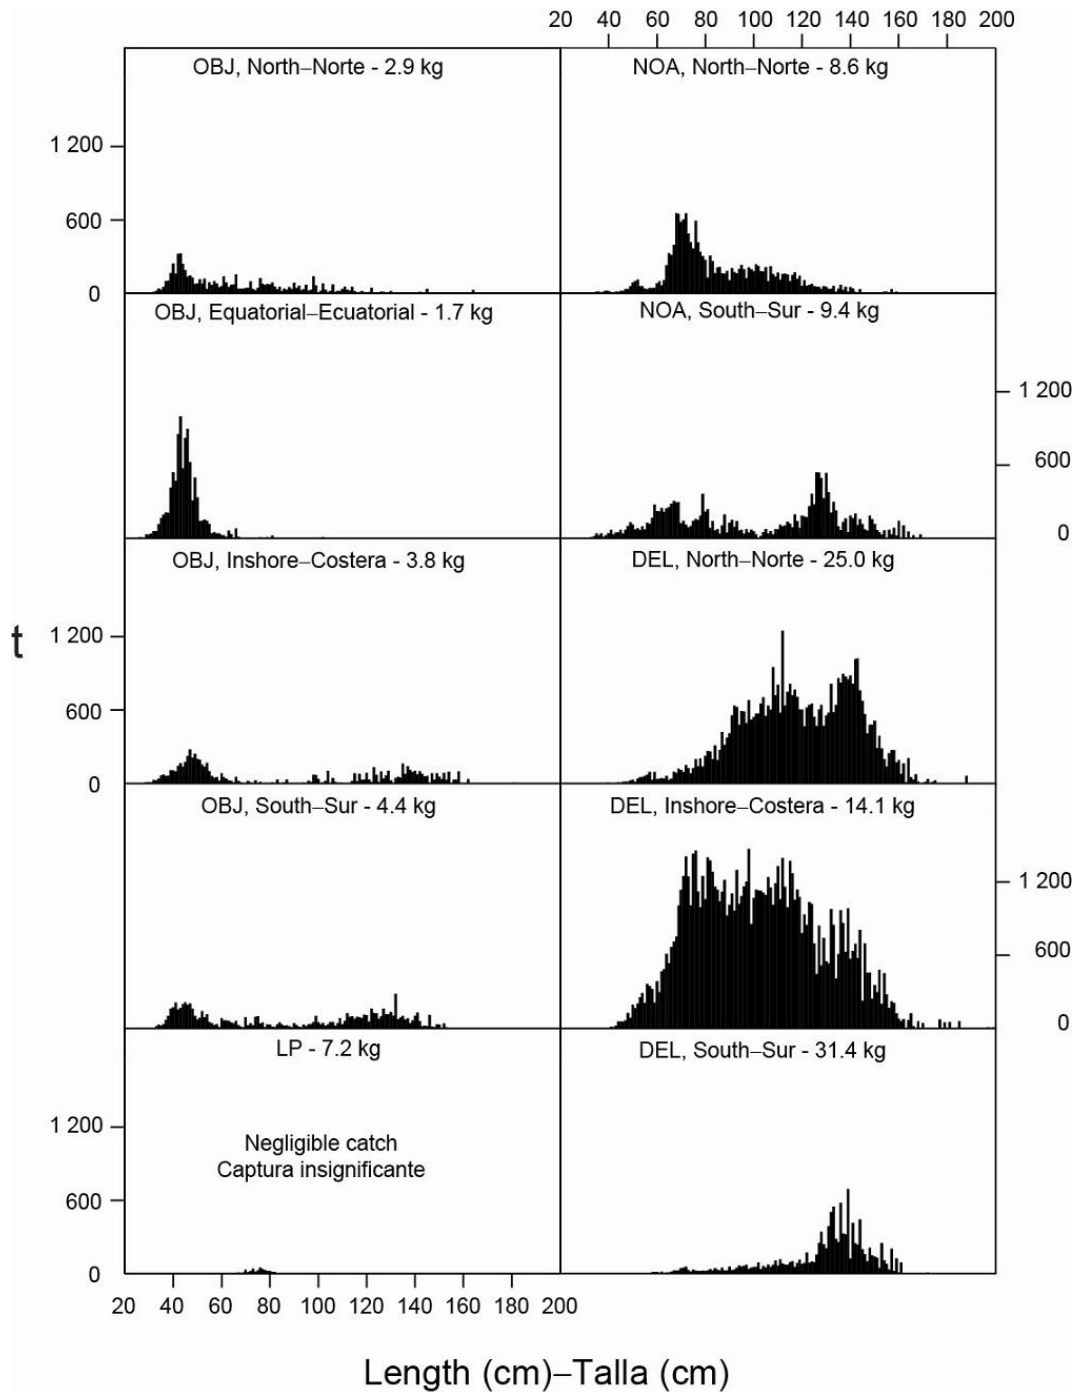 20 40 60 80 100 120 140 160 180 200
OBJ, North–Norte - 2.9 kg
NOA, North–Norte - 8.6 kg
1 200
600
0
OBJ, Equatorial–Ecuatorial - 1.7 kg
NOA, South–Sur - 9.4 kg
1 200
600
0
OBJ, Inshore–Costera - 3.8 kg
DEL, North–Norte - 25.0 kg
t
1 200
600
0
OBJ, South–Sur - 4.4 kg
DEL, Inshore–Costera - 14.1 kg
1 200
600
0
LP - 7.2 kg
DEL, South–Sur - 31.4 kg
1 200
Negligible catch
Captura insignificante
600
0
20 40 60 80 100 120 140 160 180 200
Length (cm)–Talla (cm)